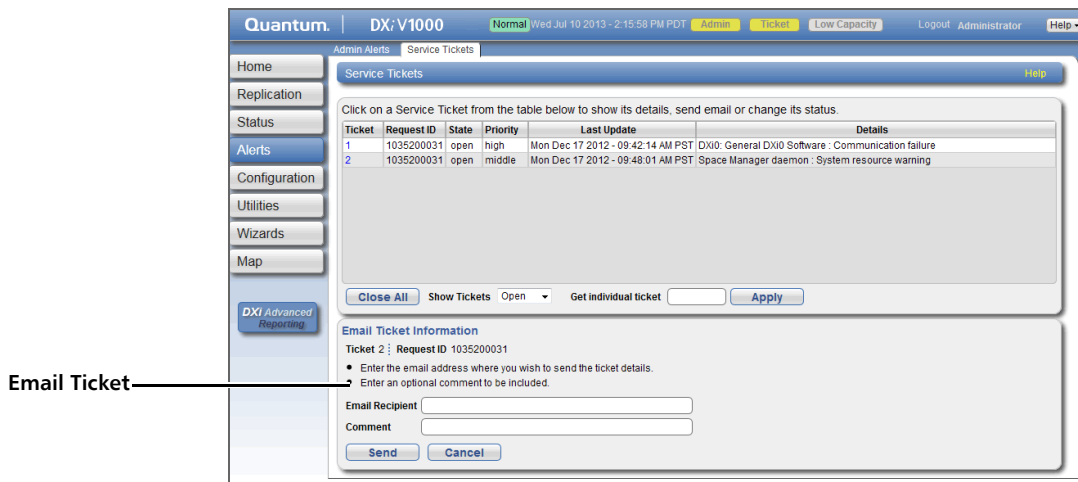 Quantum. DXi V1000 Normal Wed Jul 10 2013 - 2:15:58 PM PDT Admin Ticket Low Capacity Logout Administrator Help
Admin Alerts Service Tickets
Home
Replication
Status
Alerts
Configuration
Utilities
Wizards
Map
DXi Advanced
Reporting
Service Tickets Help
Click on a Service Ticket from the table below to show its details, send email or change its status.
Ticket Request ID State Priority Last Update Details
1 1035200031 open high Mon Dec 17 2012 - 09:42:14 AM PST DXi0: General DXi0 Software : Communication failure
2 1035200031 open middle Mon Dec 17 2012 - 09:48:01 AM PST Space Manager daemon : System resource warning
Close All Show Tickets Open Get individual ticket Apply
Email Ticket Information
Ticket 2 Request ID 1035200031
• Enter the email address where you wish to send the ticket details.
• Enter an optional comment to be included.
Email Recipient
Comment
Send Cancel
Email Ticket